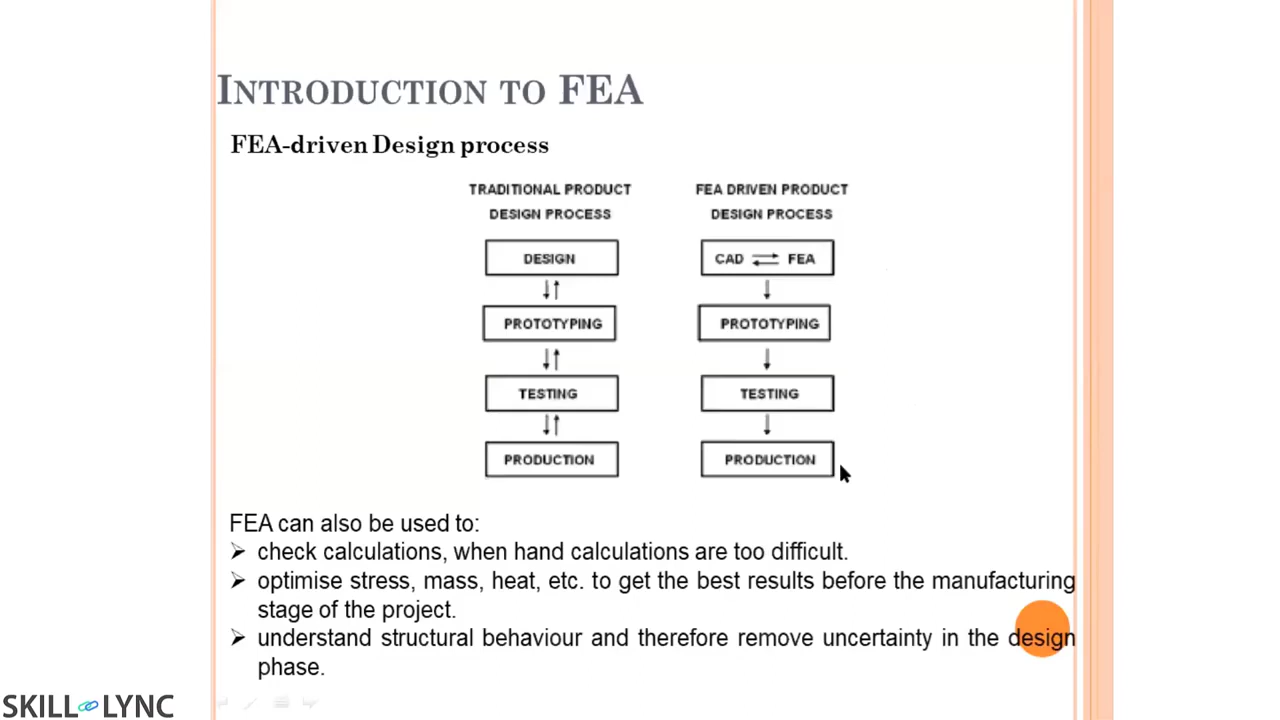 INTRODUCTION TO FEA
FEA-driven Design process
TRADITIONAL PRODUCT
DESIGN PROCESS
DESIGN
PROTOTYPING
TESTING
PRODUCTION
FEA DRIVEN PRODUCT
DESIGN PROCESS
CAD ⇄ FEA
PROTOTYPING
TESTING
PRODUCTION
FEA can also be used to:
➢ check calculations, when hand calculations are too difficult.
➢ optimise stress, mass, heat, etc. to get the best results before the manufacturing
stage of the project.
➢ understand structural behaviour and therefore remove uncertainty in the design
phase.
SKILL LYNC